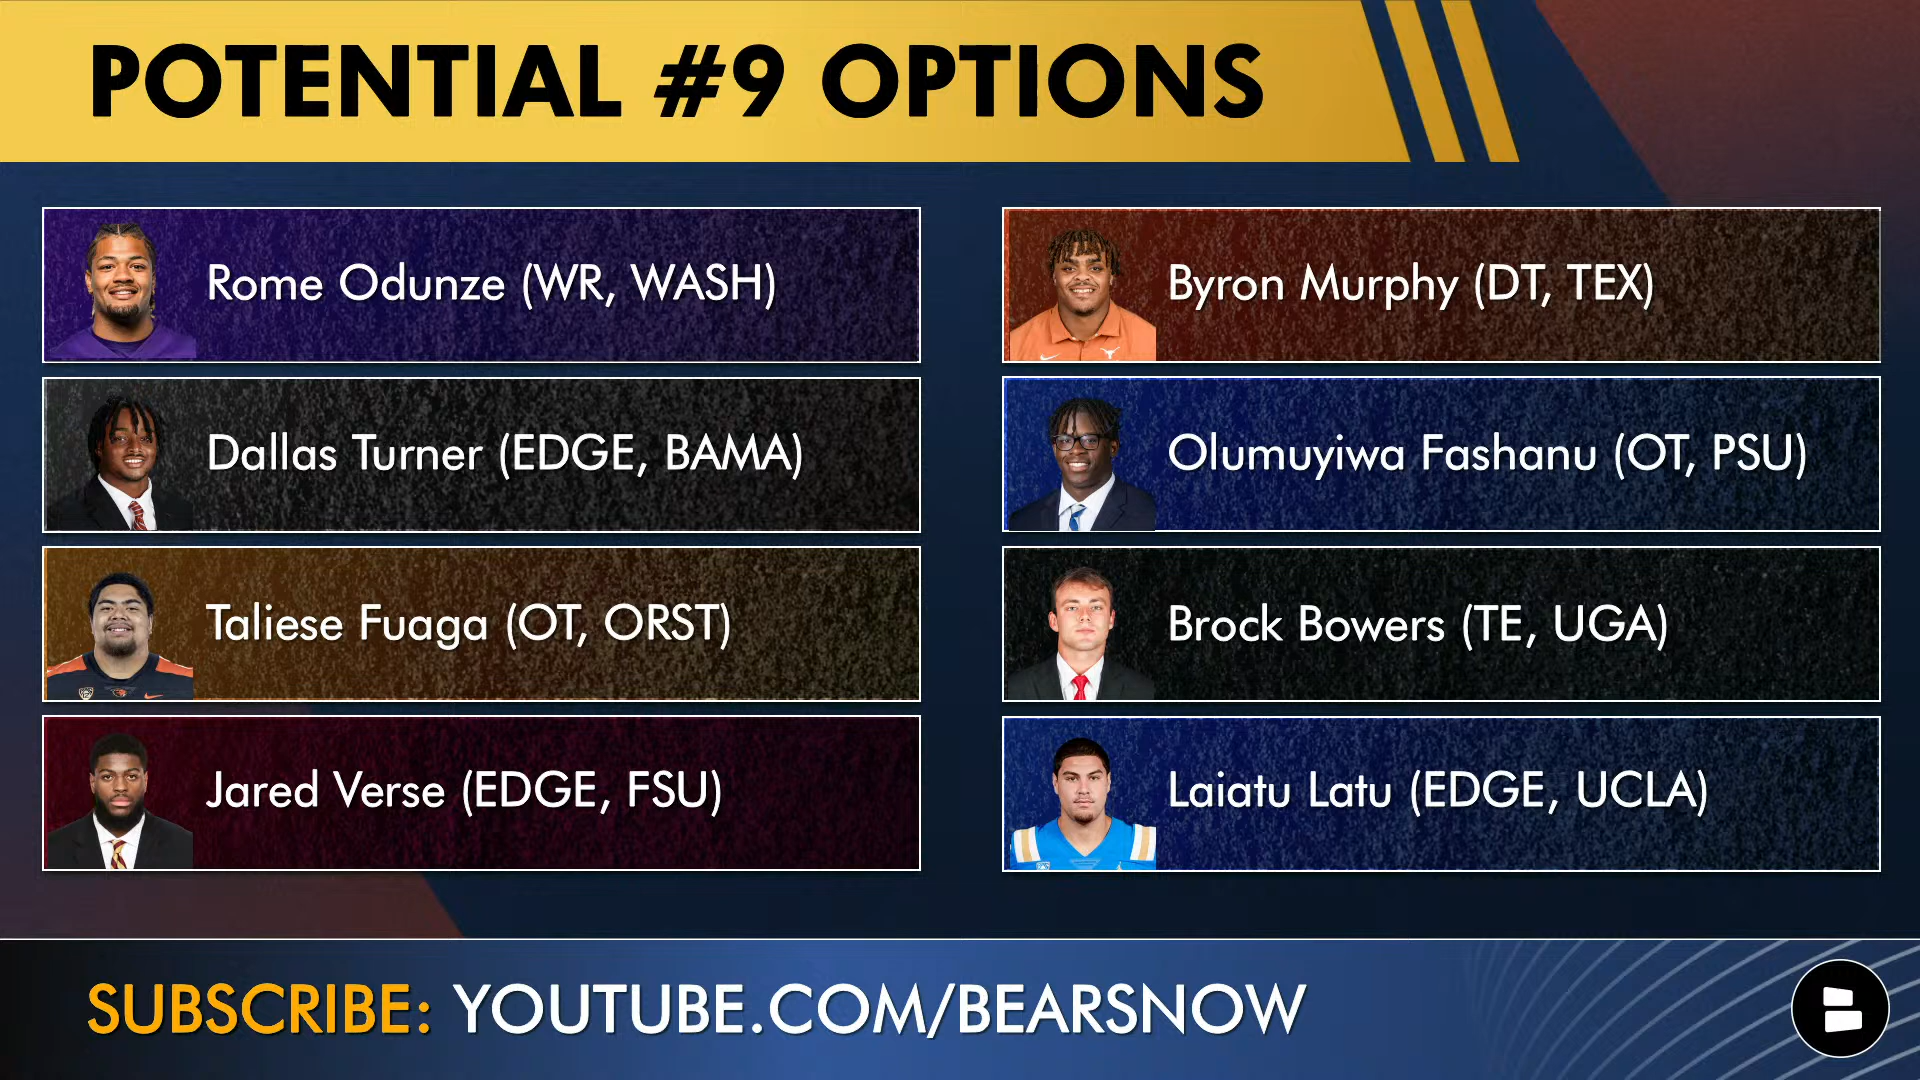 POTENTIAL #9 OPTIONS
Rome Odunze (WR, WASH)
Dallas Turner (EDGE, BAMA)
Taliese Fuaga (OT, ORST)
Jared Verse (EDGE, FSU)
Byron Murphy (DT, TEX)
Olumuyiwa Fashanu (OT, PSU)
Brock Bowers (TE, UGA)
Laiatu Latu (EDGE, UCLA)
SUBSCRIBE: YOUTUBE.COM/BEARSNOW